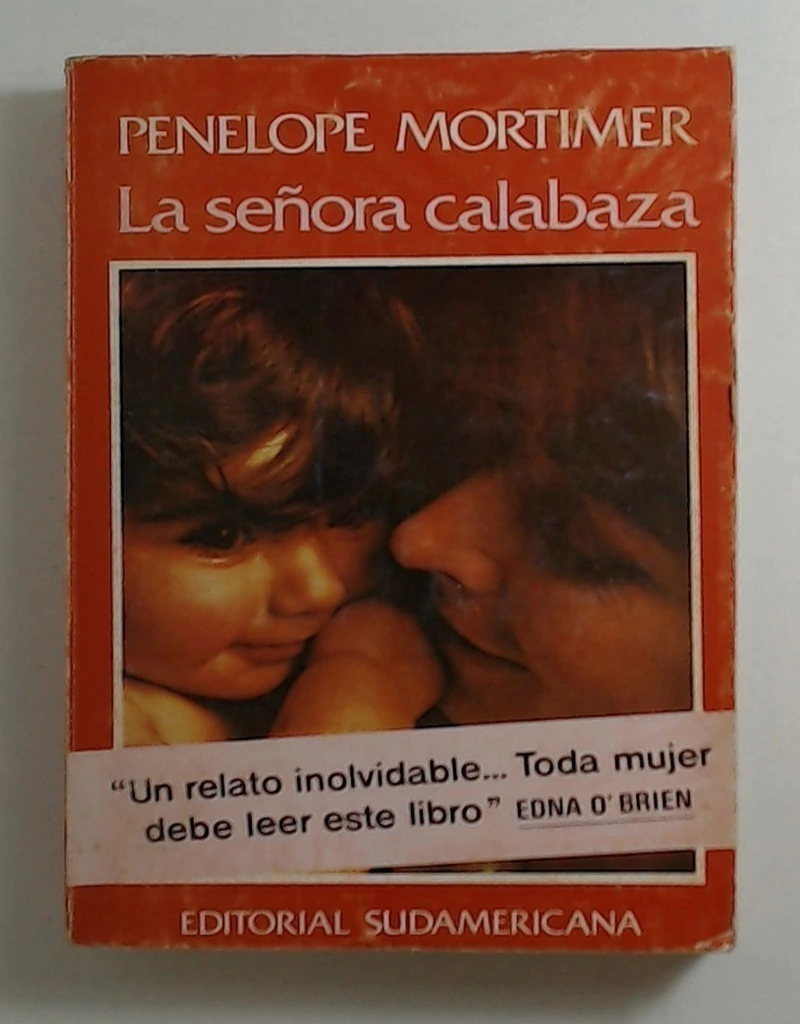 PENELOPE MORTIMER
La señora calabaza
“Un relato inolvidable... Toda mujer
debe leer este libro” EDNA O'BRIEN
EDITORIAL SUDAMERICANA